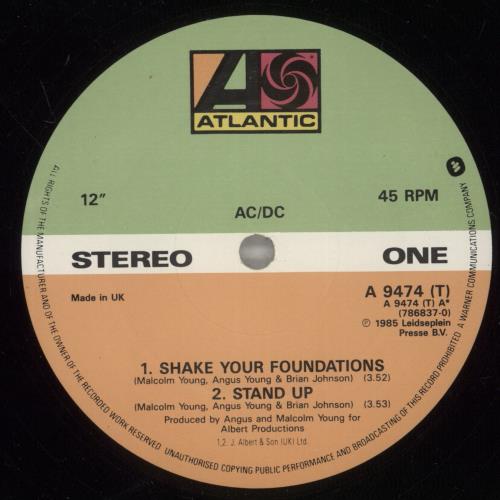 ATLANTIC
12"
45 RPM
AC/DC
STEREO
ONE
Made in UK
A 9474 (T)
A 9474 (T) A*
(786837-0)
℗ 1985 Leidseplein
Presse B.V.
1. SHAKE YOUR FOUNDATIONS
(Malcolm Young, Angus Young & Brian Johnson) (3.52)
2. STAND UP
(Malcolm Young, Angus Young & Brian Johnson) (3.53)
Produced by Angus and Malcolm Young for
Albert Productions
1,2. J. Albert & Son (UK) Ltd.
ALL RIGHTS OF THE MANUFACTURER AND OF THE OWNER OF THE RECORDED WORK RESERVED. UNAUTHORISED COPYING PUBLIC PERFORMANCE AND BROADCASTING OF THIS RECORD PROHIBITED
A WARNER COMMUNICATIONS COMPANY